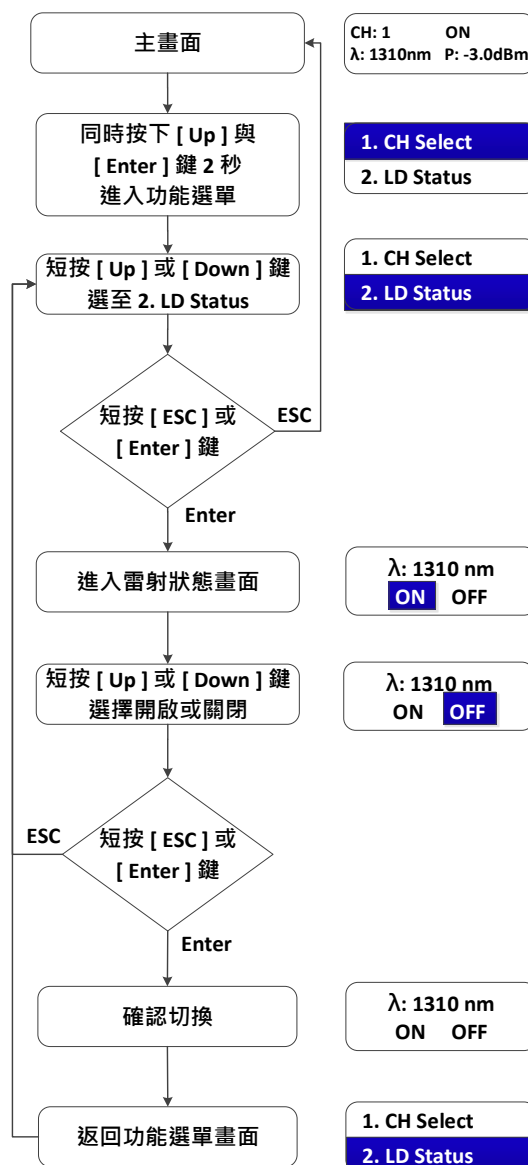 主畫面
CH: 1 ON
λ: 1310nm P: -3.0dBm
同時按下 [ Up ] 與
[ Enter ] 鍵 2 秒
進入功能選單
1. CH Select
2. LD Status
短按 [ Up ] 或 [ Down ] 鍵
選至 2. LD Status
1. CH Select
2. LD Status
短按 [ ESC ] 或
[ Enter ] 鍵
ESC
Enter
進入雷射狀態畫面
λ: 1310 nm
ON OFF
短按 [ Up ] 或 [ Down ] 鍵
選擇開啟或關閉
λ: 1310 nm
ON OFF
ESC
短按 [ ESC ] 或
[ Enter ] 鍵
Enter
確認切換
λ: 1310 nm
ON OFF
返回功能選單畫面
1. CH Select
2. LD Status